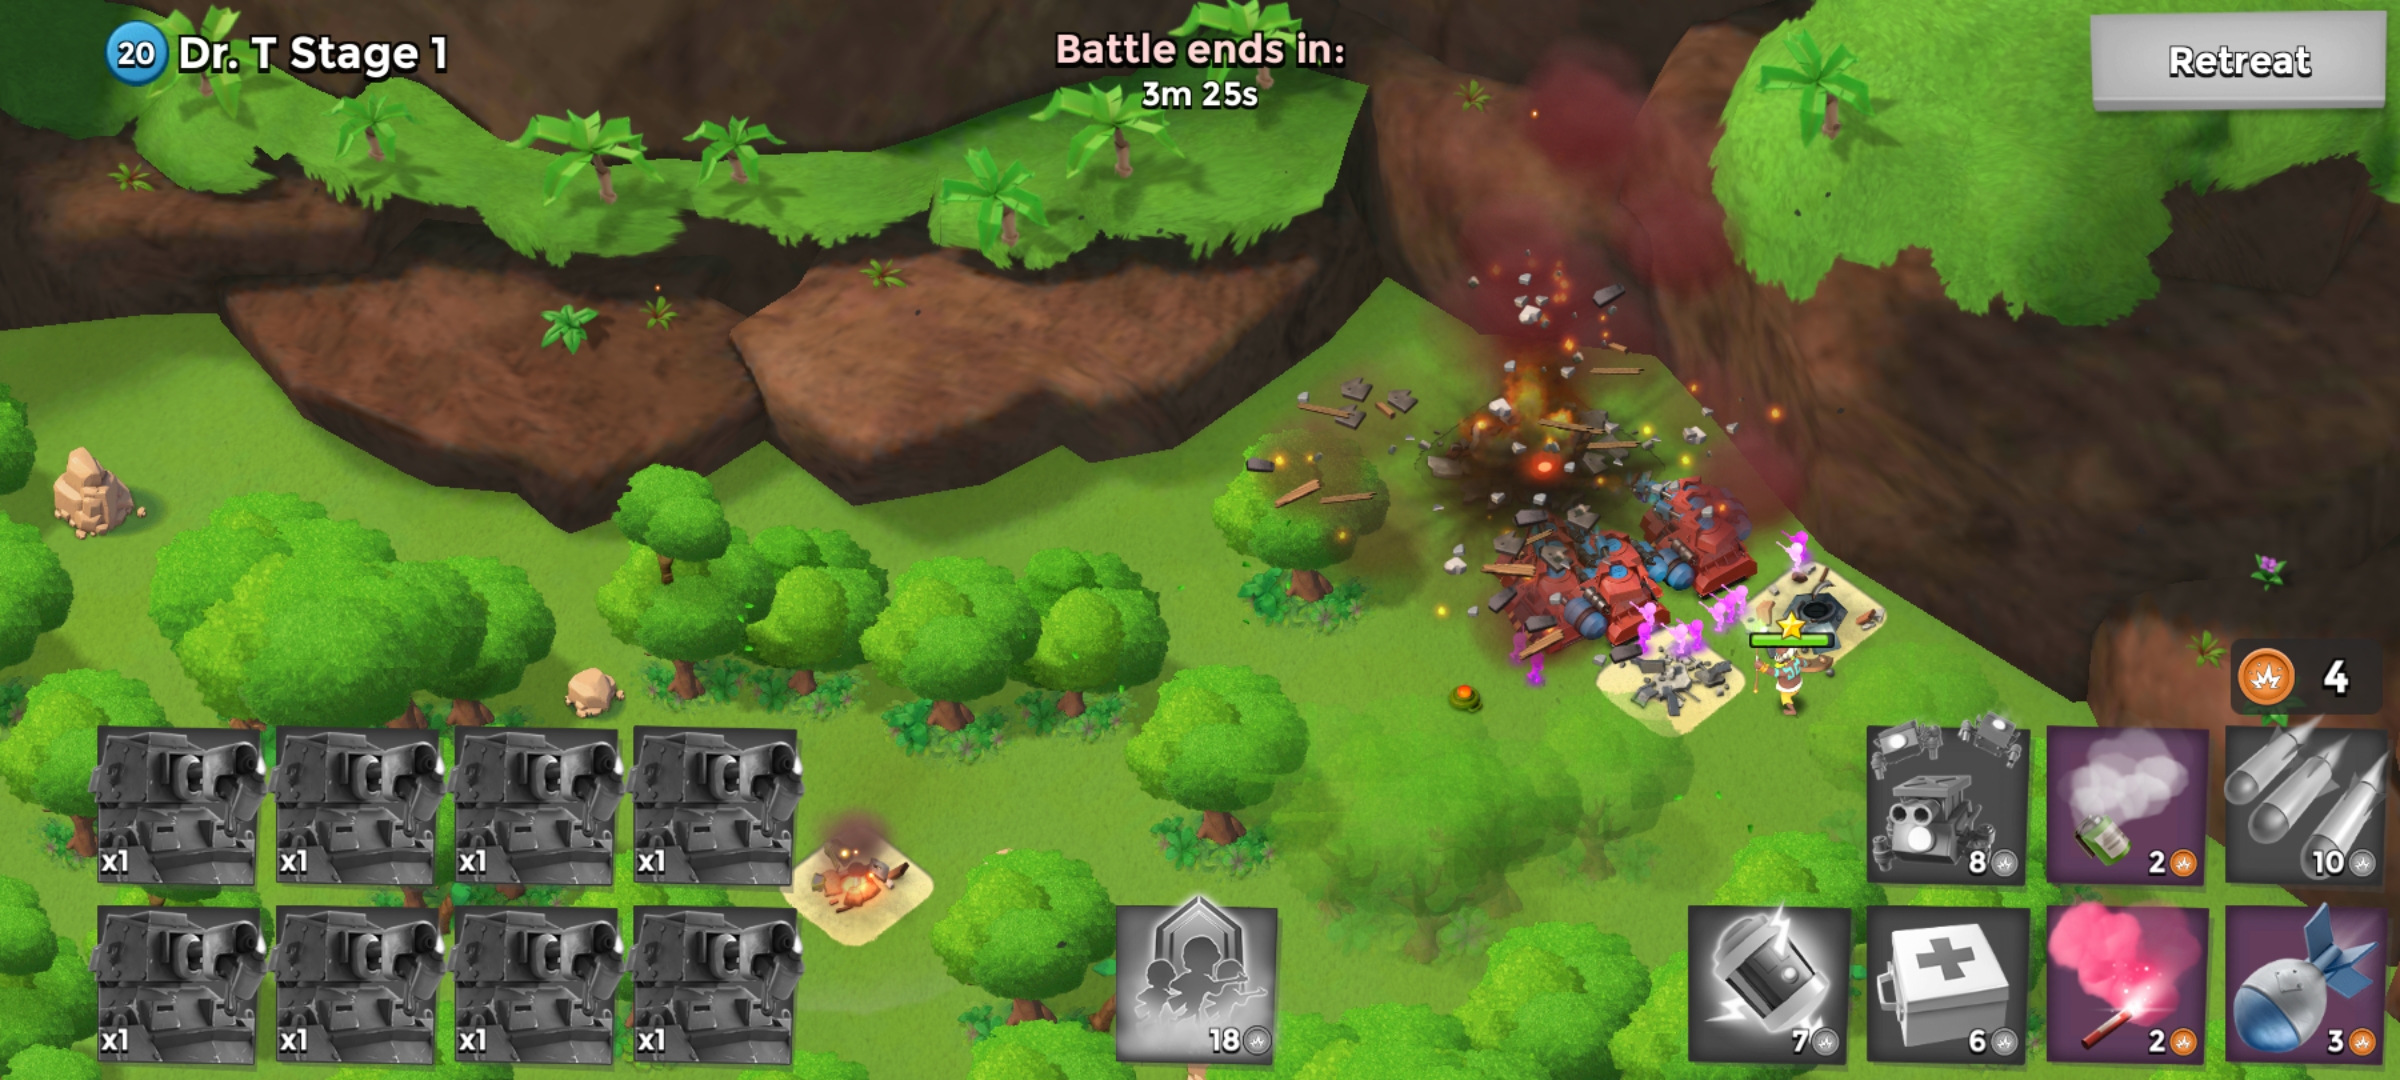 20 Dr. T Stage 1
Battle ends in:
3m 25s
Retreat
4
x1 x1 x1 x1
8 2 10
x1 x1 x1 x1
18
7 6 2 3